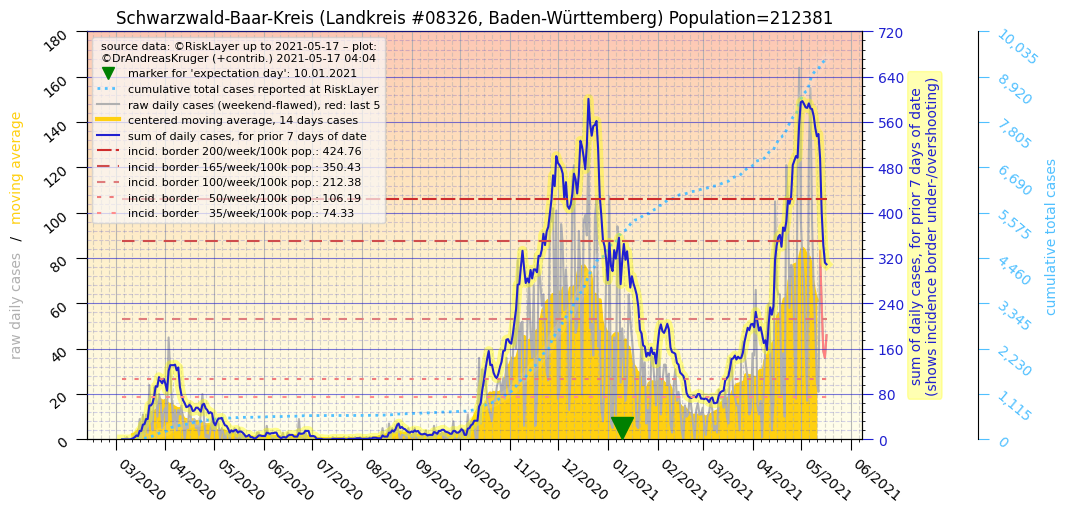 Schwarzwald-Baar-Kreis (Landkreis #08326, Baden-Württemberg) Population=212381
source data: ©RiskLayer up to 2021-05-17 – plot:
©DrAndreasKruger (+contrib.) 2021-05-17 04:04
marker for 'expectation day': 10.01.2021
cumulative total cases reported at RiskLayer
raw daily cases (weekend-flawed), red: last 5
centered moving average, 14 days cases
sum of daily cases, for prior 7 days of date
incid. border 200/week/100k pop.: 424.76
incid. border 165/week/100k pop.: 350.43
incid. border 100/week/100k pop.: 212.38
incid. border 50/week/100k pop.: 106.19
incid. border 35/week/100k pop.: 74.33
raw daily cases / moving average
180
160
140
120
100
80
60
40
20
0
03/2020
04/2020
05/2020
06/2020
07/2020
08/2020
09/2020
10/2020
11/2020
12/2020
01/2021
02/2021
03/2021
04/2021
05/2021
06/2021
720
640
560
480
400
320
240
160
80
0
sum of daily cases, for prior 7 days of date
(shows incidence border under-/overshooting)
10,035
8,920
7,805
6,690
5,575
4,460
3,345
2,230
1,115
0
cumulative total cases